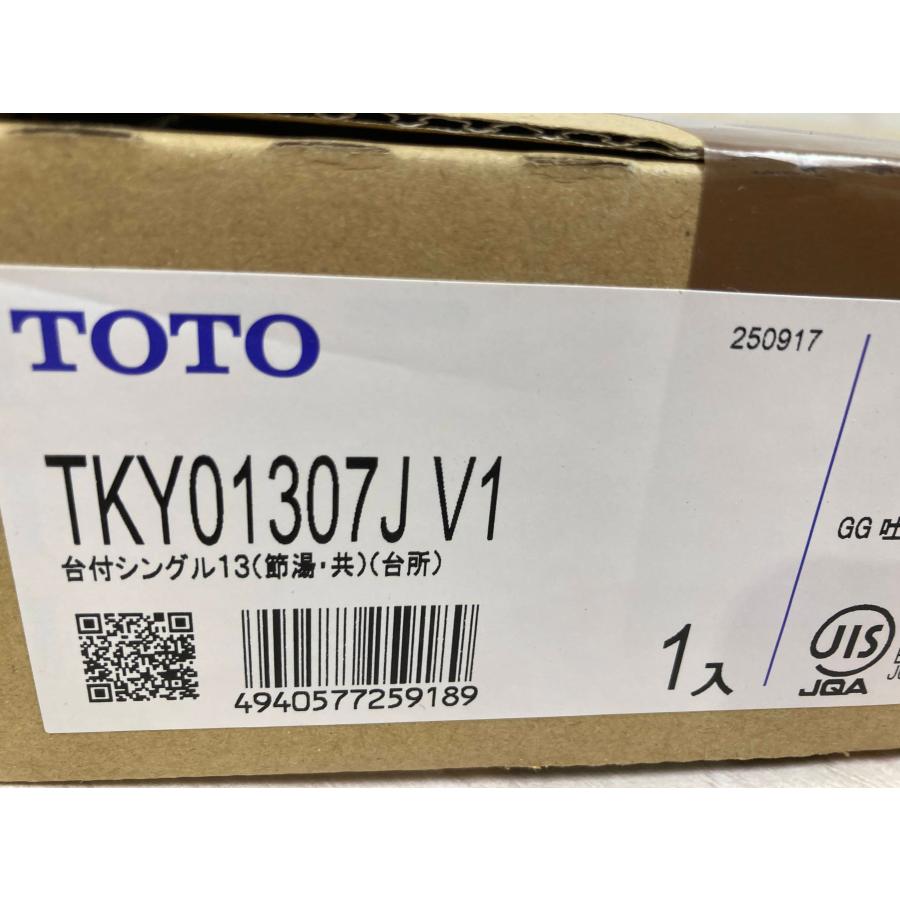 TOTO
250917
TKY01307J V1
台付シングル13(節湯・共)(台所)
4940577259189
1入
GG 吐
JIS
JQA